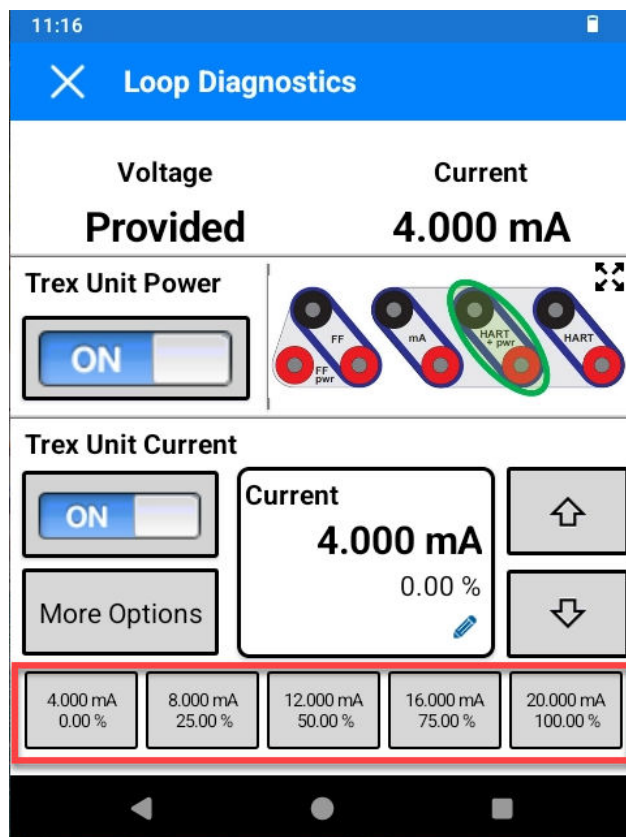 11:16
Loop Diagnostics
Voltage
Current
Provided
4.000 mA
Trex Unit Power
ON
FF
FF
pwr
mA
HART
+ pwr
HART
Trex Unit Current
ON
Current
4.000 mA
0.00 %
More Options
4.000 mA
0.00 %
8.000 mA
25.00 %
12.000 mA
50.00 %
16.000 mA
75.00 %
20.000 mA
100.00 %